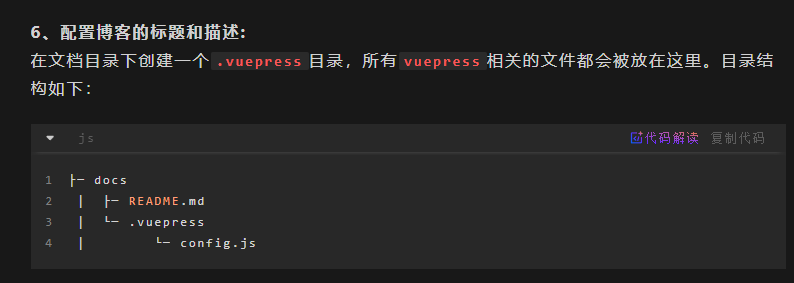 6、配置博客的标题和描述:
在文档目录下创建一个 .vuepress 目录，所有 vuepress 相关的文件都会被放在这里。目录结
构如下：
js 代码解读 复制代码
1 ├─ docs
2 │  ├─ README.md
3 │  └─ .vuepress
4 │        └─ config.js